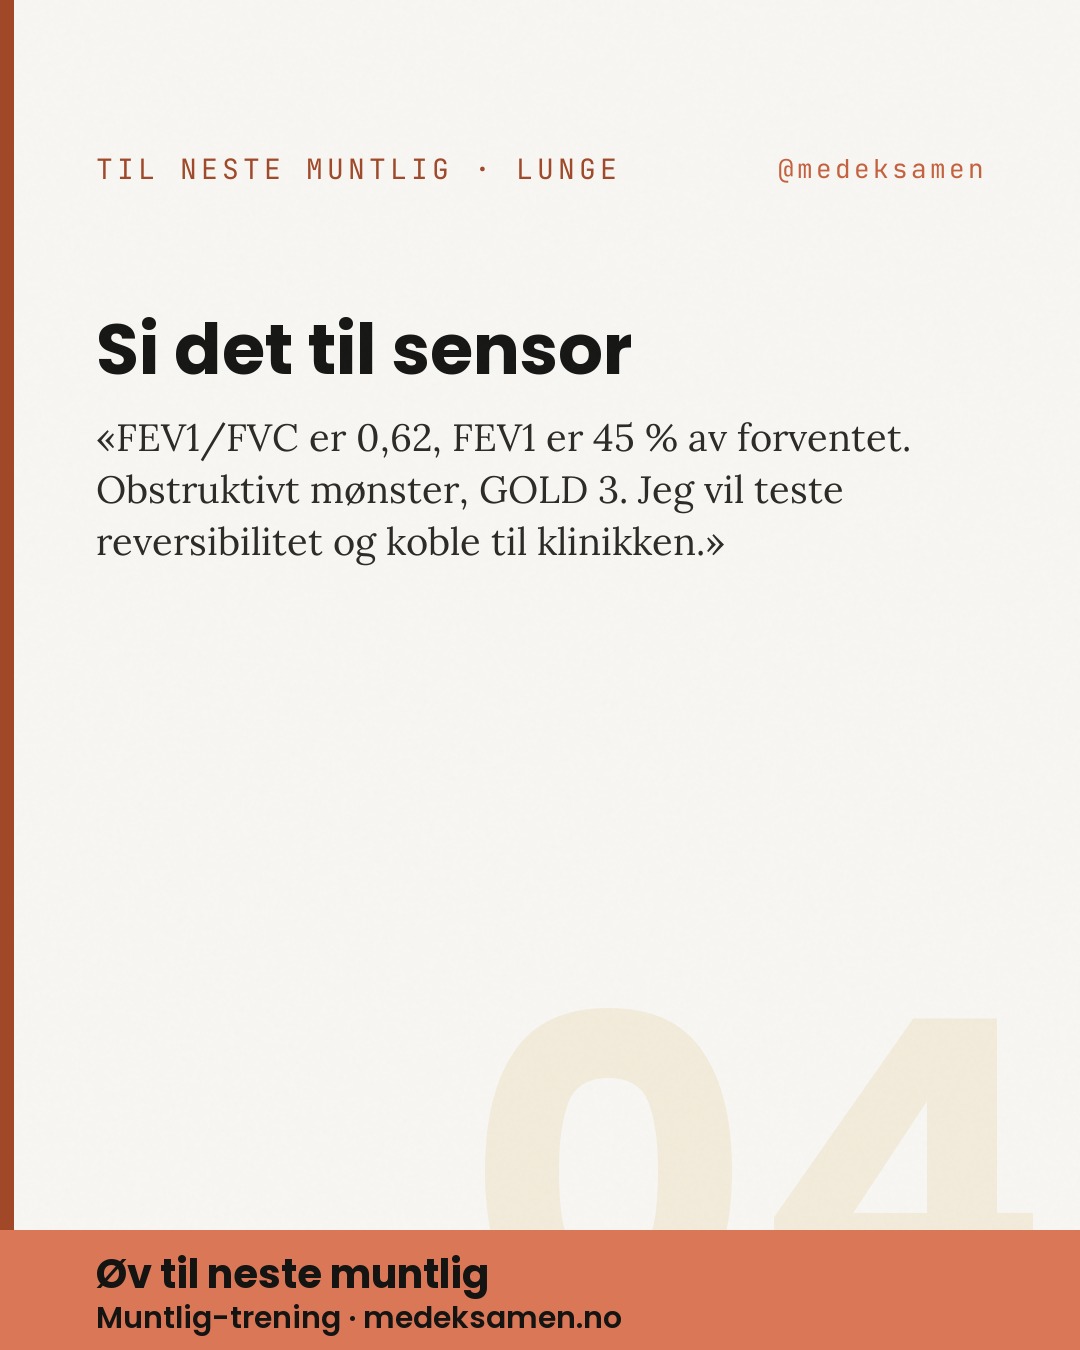 TIL NESTE MUNTLIG · LUNGE
@medeksamen
Si det til sensor
«FEV1/FVC er 0,62, FEV1 er 45 % av forventet.
Obstruktivt mønster, GOLD 3. Jeg vil teste
reversibilitet og koble til klinikken.»
04
Øv til neste muntlig
Muntlig-trening · medeksamen.no